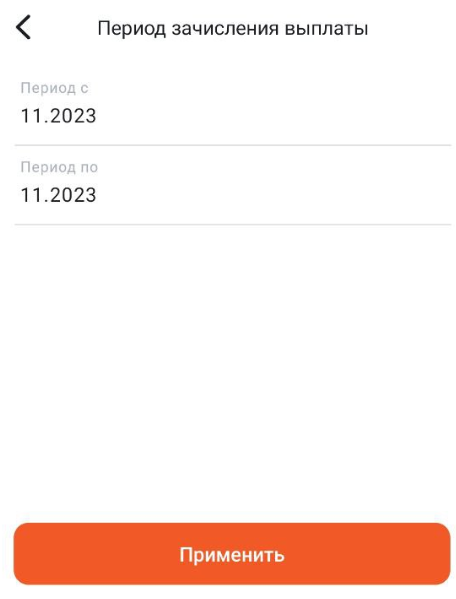 Период зачисления выплаты
Период с
11.2023
Период по
11.2023
Применить